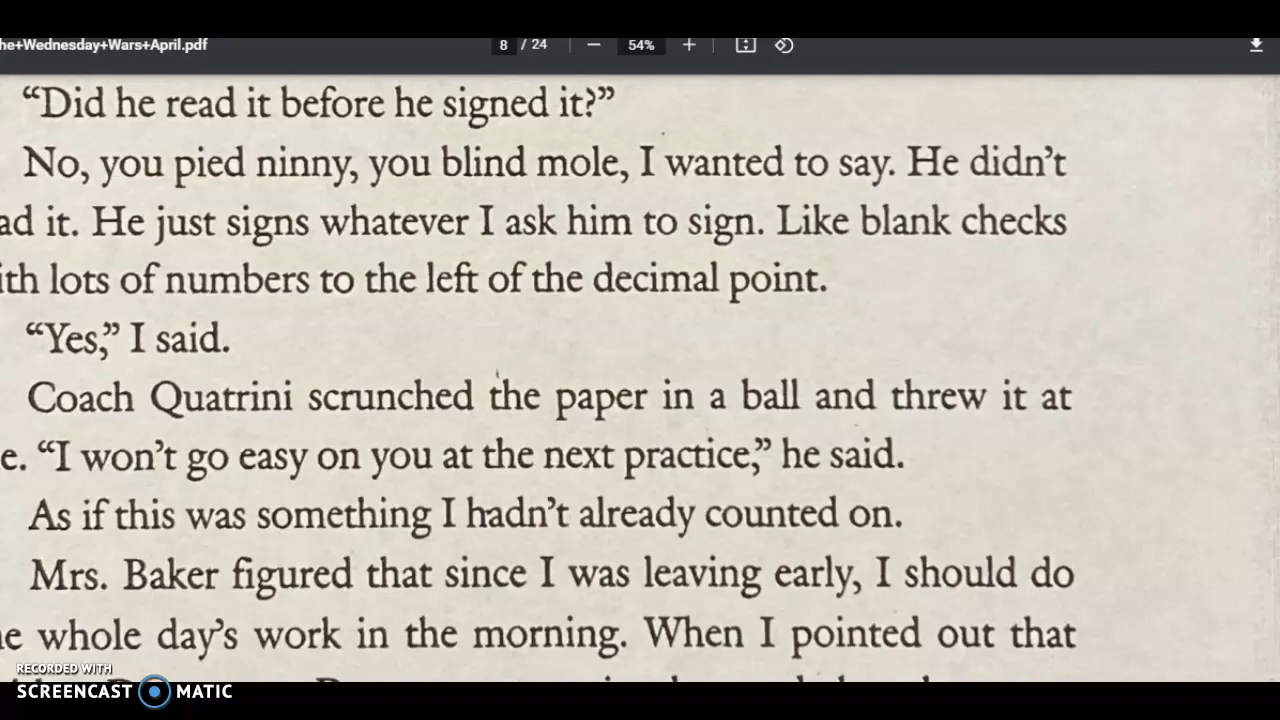 he+Wednesday+Wars+April.pdf 8 / 24 54%
“Did he read it before he signed it?”
No, you pied ninny, you blind mole, I wanted to say. He didn’t
ad it. He just signs whatever I ask him to sign. Like blank checks
ith lots of numbers to the left of the decimal point.
“Yes,” I said.
Coach Quatrini scrunched the paper in a ball and threw it at
e. “I won’t go easy on you at the next practice,” he said.
As if this was something I hadn’t already counted on.
Mrs. Baker figured that since I was leaving early, I should do
e whole day’s work in the morning. When I pointed out that
RECORDED WITH
SCREENCAST MATIC